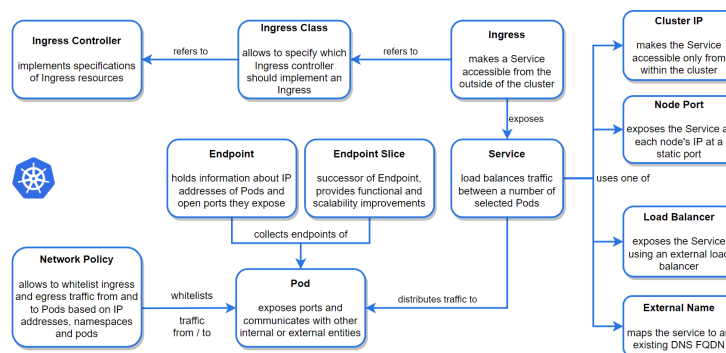 Ingress Controller
implements specifications
of Ingress resources
refers to
Ingress Class
allows to specify which
Ingress controller
should implement an
Ingress
refers to
Ingress
makes a Service
accessible from the
outside of the cluster
exposes
Cluster IP
makes the Service
accessible only from
within the cluster
Node Port
exposes the Service a
each node's IP at a
static port
Endpoint
holds information about IP
addresses of Pods and
open ports they expose
Endpoint Slice
successor of Endpoint,
provides functional and
scalability improvements
Service
load balances traffic
between a number of
selected Pods
uses one of
collects endpoints of
Load Balancer
exposes the Service
using an external load
balancer
Network Policy
allows to whitelist ingress
and egress traffic from and
to Pods based on IP
addresses, namespaces
and pods
whitelists
traffic
from / to
Pod
exposes ports and
communicates with other
internal or external entities
distributes traffic to
External Name
maps the service to a
existing DNS FQDN